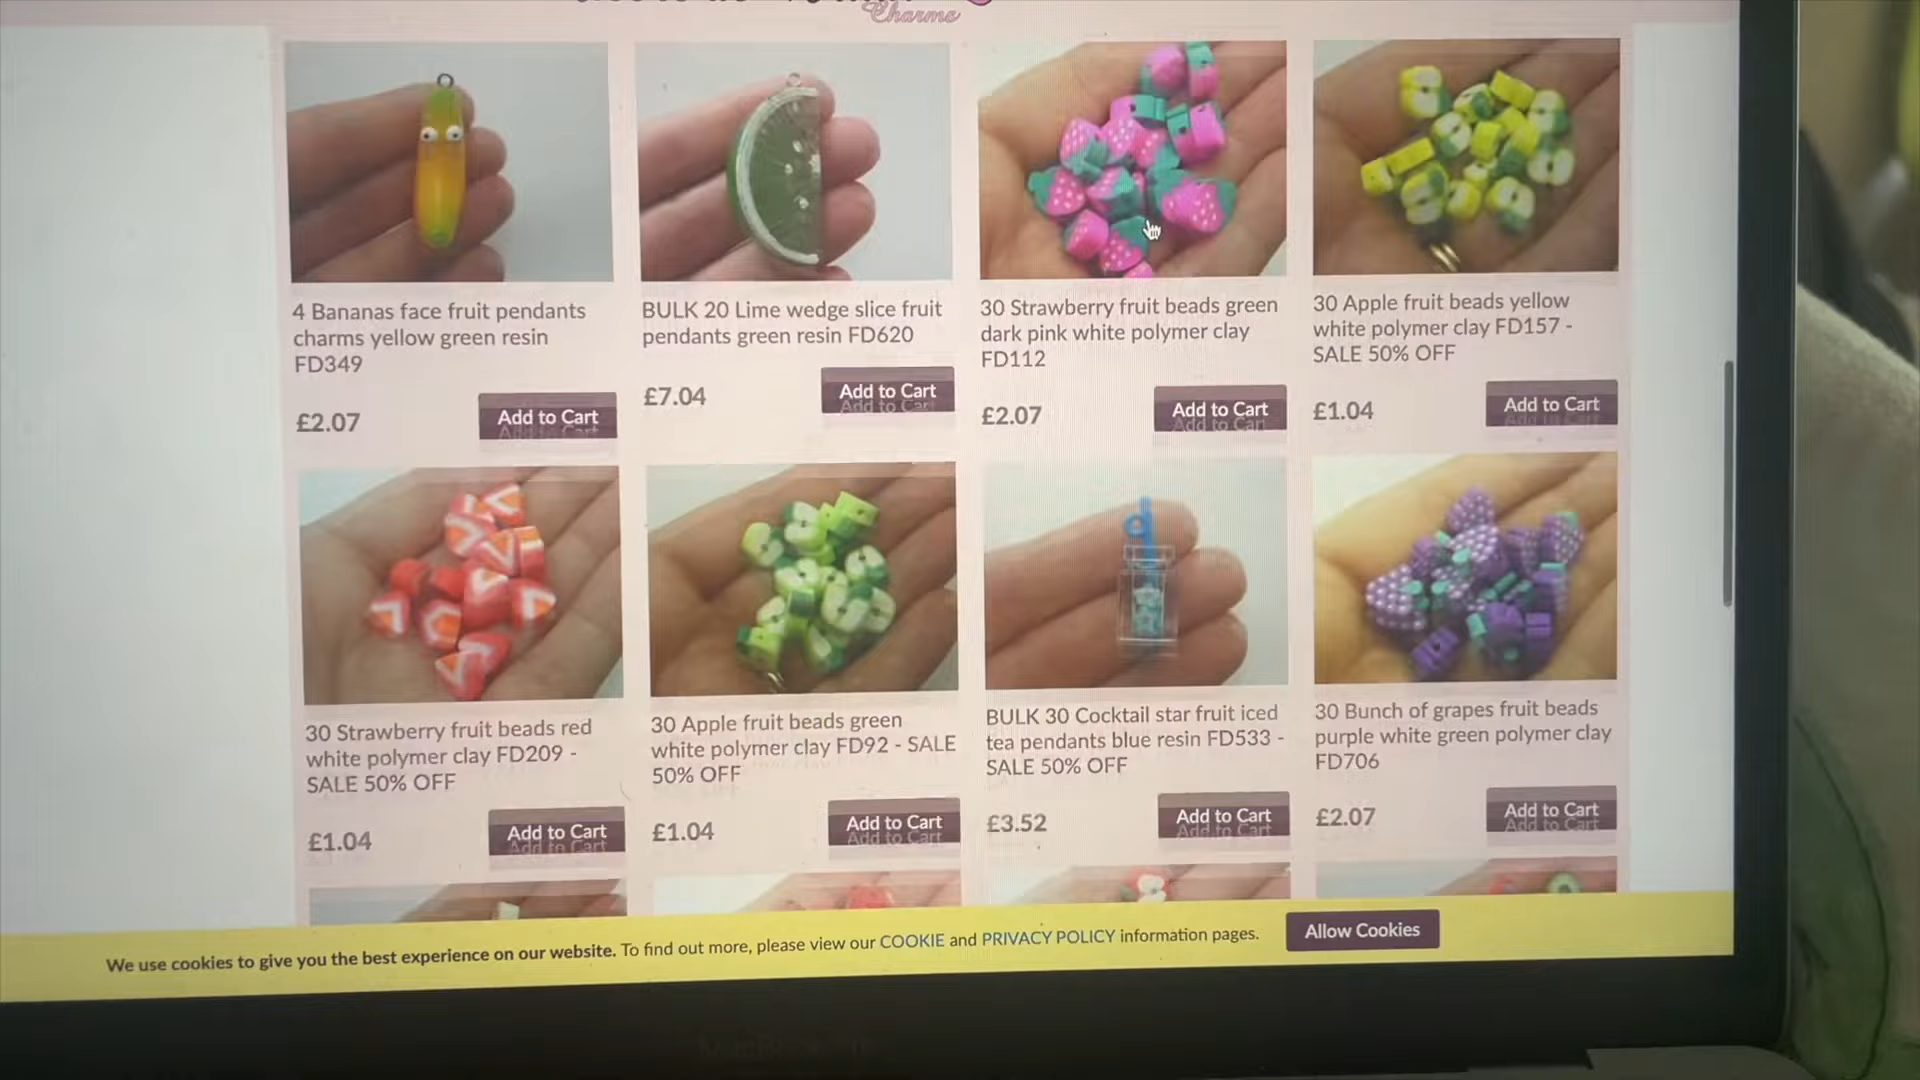 Charms
4 Bananas face fruit pendants
charms yellow green resin
FD349
£2.07
Add to Cart
BULK 20 Lime wedge slice fruit
pendants green resin FD620
£7.04
Add to Cart
30 Strawberry fruit beads green
dark pink white polymer clay
FD112
£2.07
Add to Cart
30 Apple fruit beads yellow
white polymer clay FD157 -
SALE 50% OFF
£1.04
Add to Cart
30 Strawberry fruit beads red
white polymer clay FD209 -
SALE 50% OFF
£1.04
Add to Cart
30 Apple fruit beads green
white polymer clay FD92 - SALE
50% OFF
£1.04
Add to Cart
BULK 30 Cocktail star fruit iced
tea pendants blue resin FD533 -
SALE 50% OFF
£3.52
Add to Cart
30 Bunch of grapes fruit beads
purple white green polymer clay
FD706
£2.07
Add to Cart
We use cookies to give you the best experience on our website. To find out more, please view our COOKIE and PRIVACY POLICY information pages.
Allow Cookies